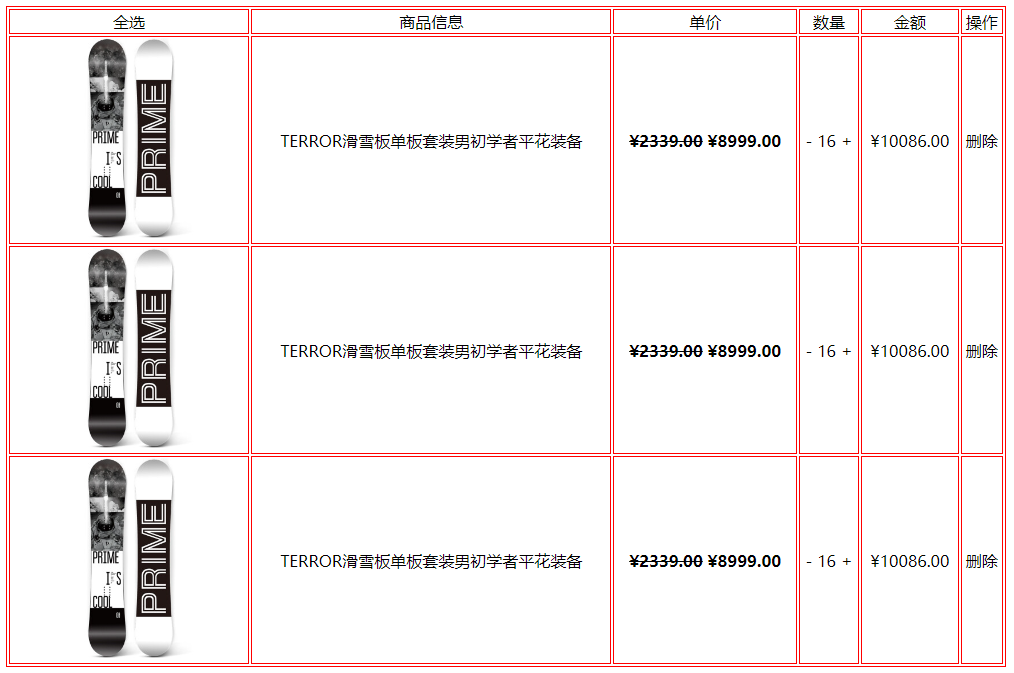 全选 商品信息 单价 数量 金额 操作
PRIME
IT'S
COOL
PRIME
TERROR滑雪板单板套装男初学者平花装备 ¥2339.00 ¥8999.00 - 16 + ¥10086.00 删除
PRIME
IT'S
COOL
PRIME
TERROR滑雪板单板套装男初学者平花装备 ¥2339.00 ¥8999.00 - 16 + ¥10086.00 删除
PRIME
IT'S
COOL
PRIME
TERROR滑雪板单板套装男初学者平花装备 ¥2339.00 ¥8999.00 - 16 + ¥10086.00 删除